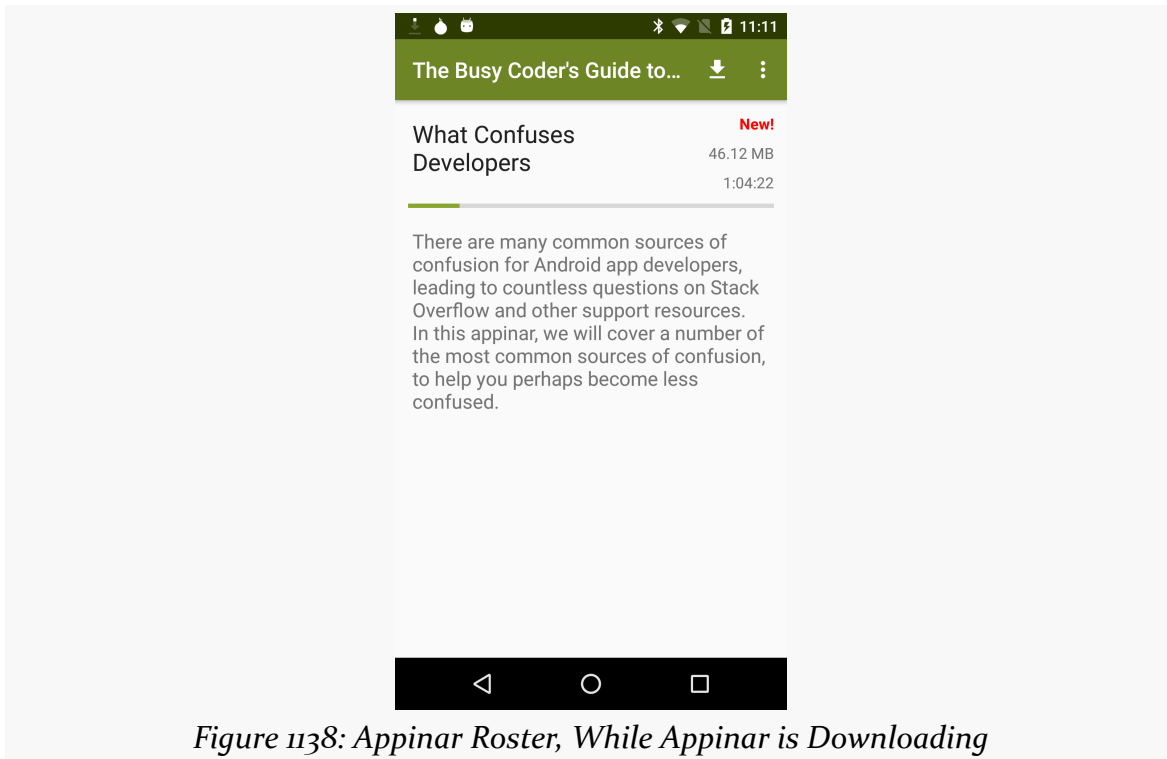 11:11
The Busy Coder's Guide to…
What Confuses
Developers
New!
46.12 MB
1:04:22
There are many common sources of
confusion for Android app developers,
leading to countless questions on Stack
Overflow and other support resources.
In this appinar, we will cover a number of
the most common sources of confusion,
to help you perhaps become less
confused.
Figure 1138: Appinar Roster, While Appinar is Downloading